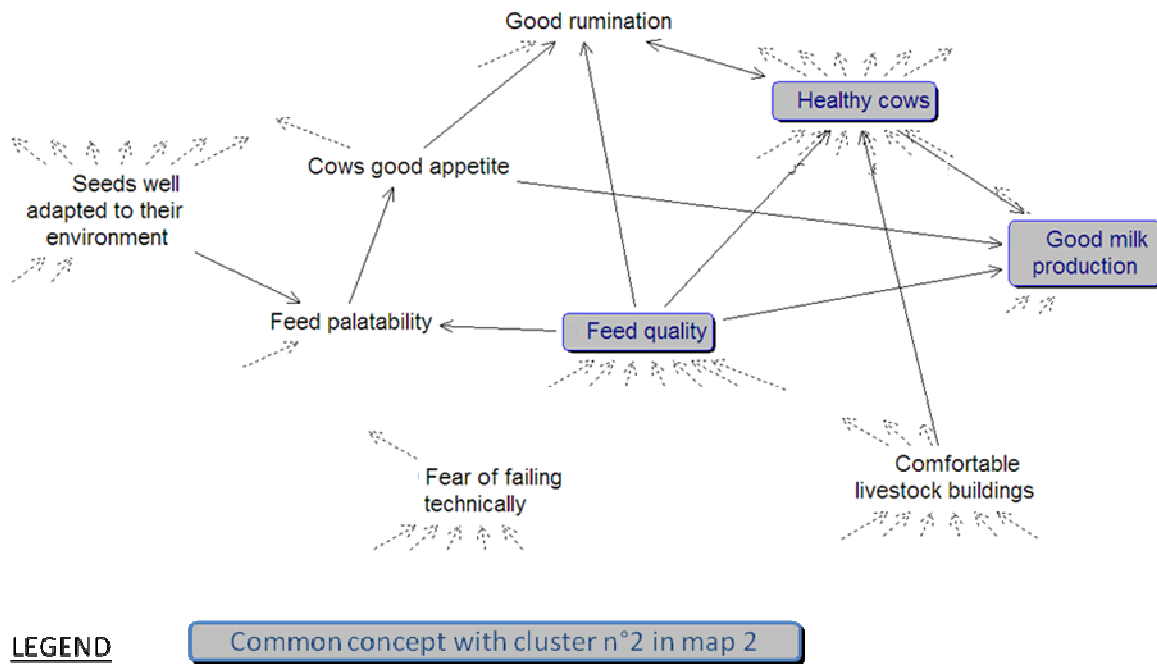 Good rumination
Healthy cows
Cows good appetite
Seeds well
adapted to their
environment
Good milk
production
Feed palatability
Feed quality
Fear of failing
technically
Comfortable
livestock buildings
LEGEND
Common concept with cluster n°2 in map 2